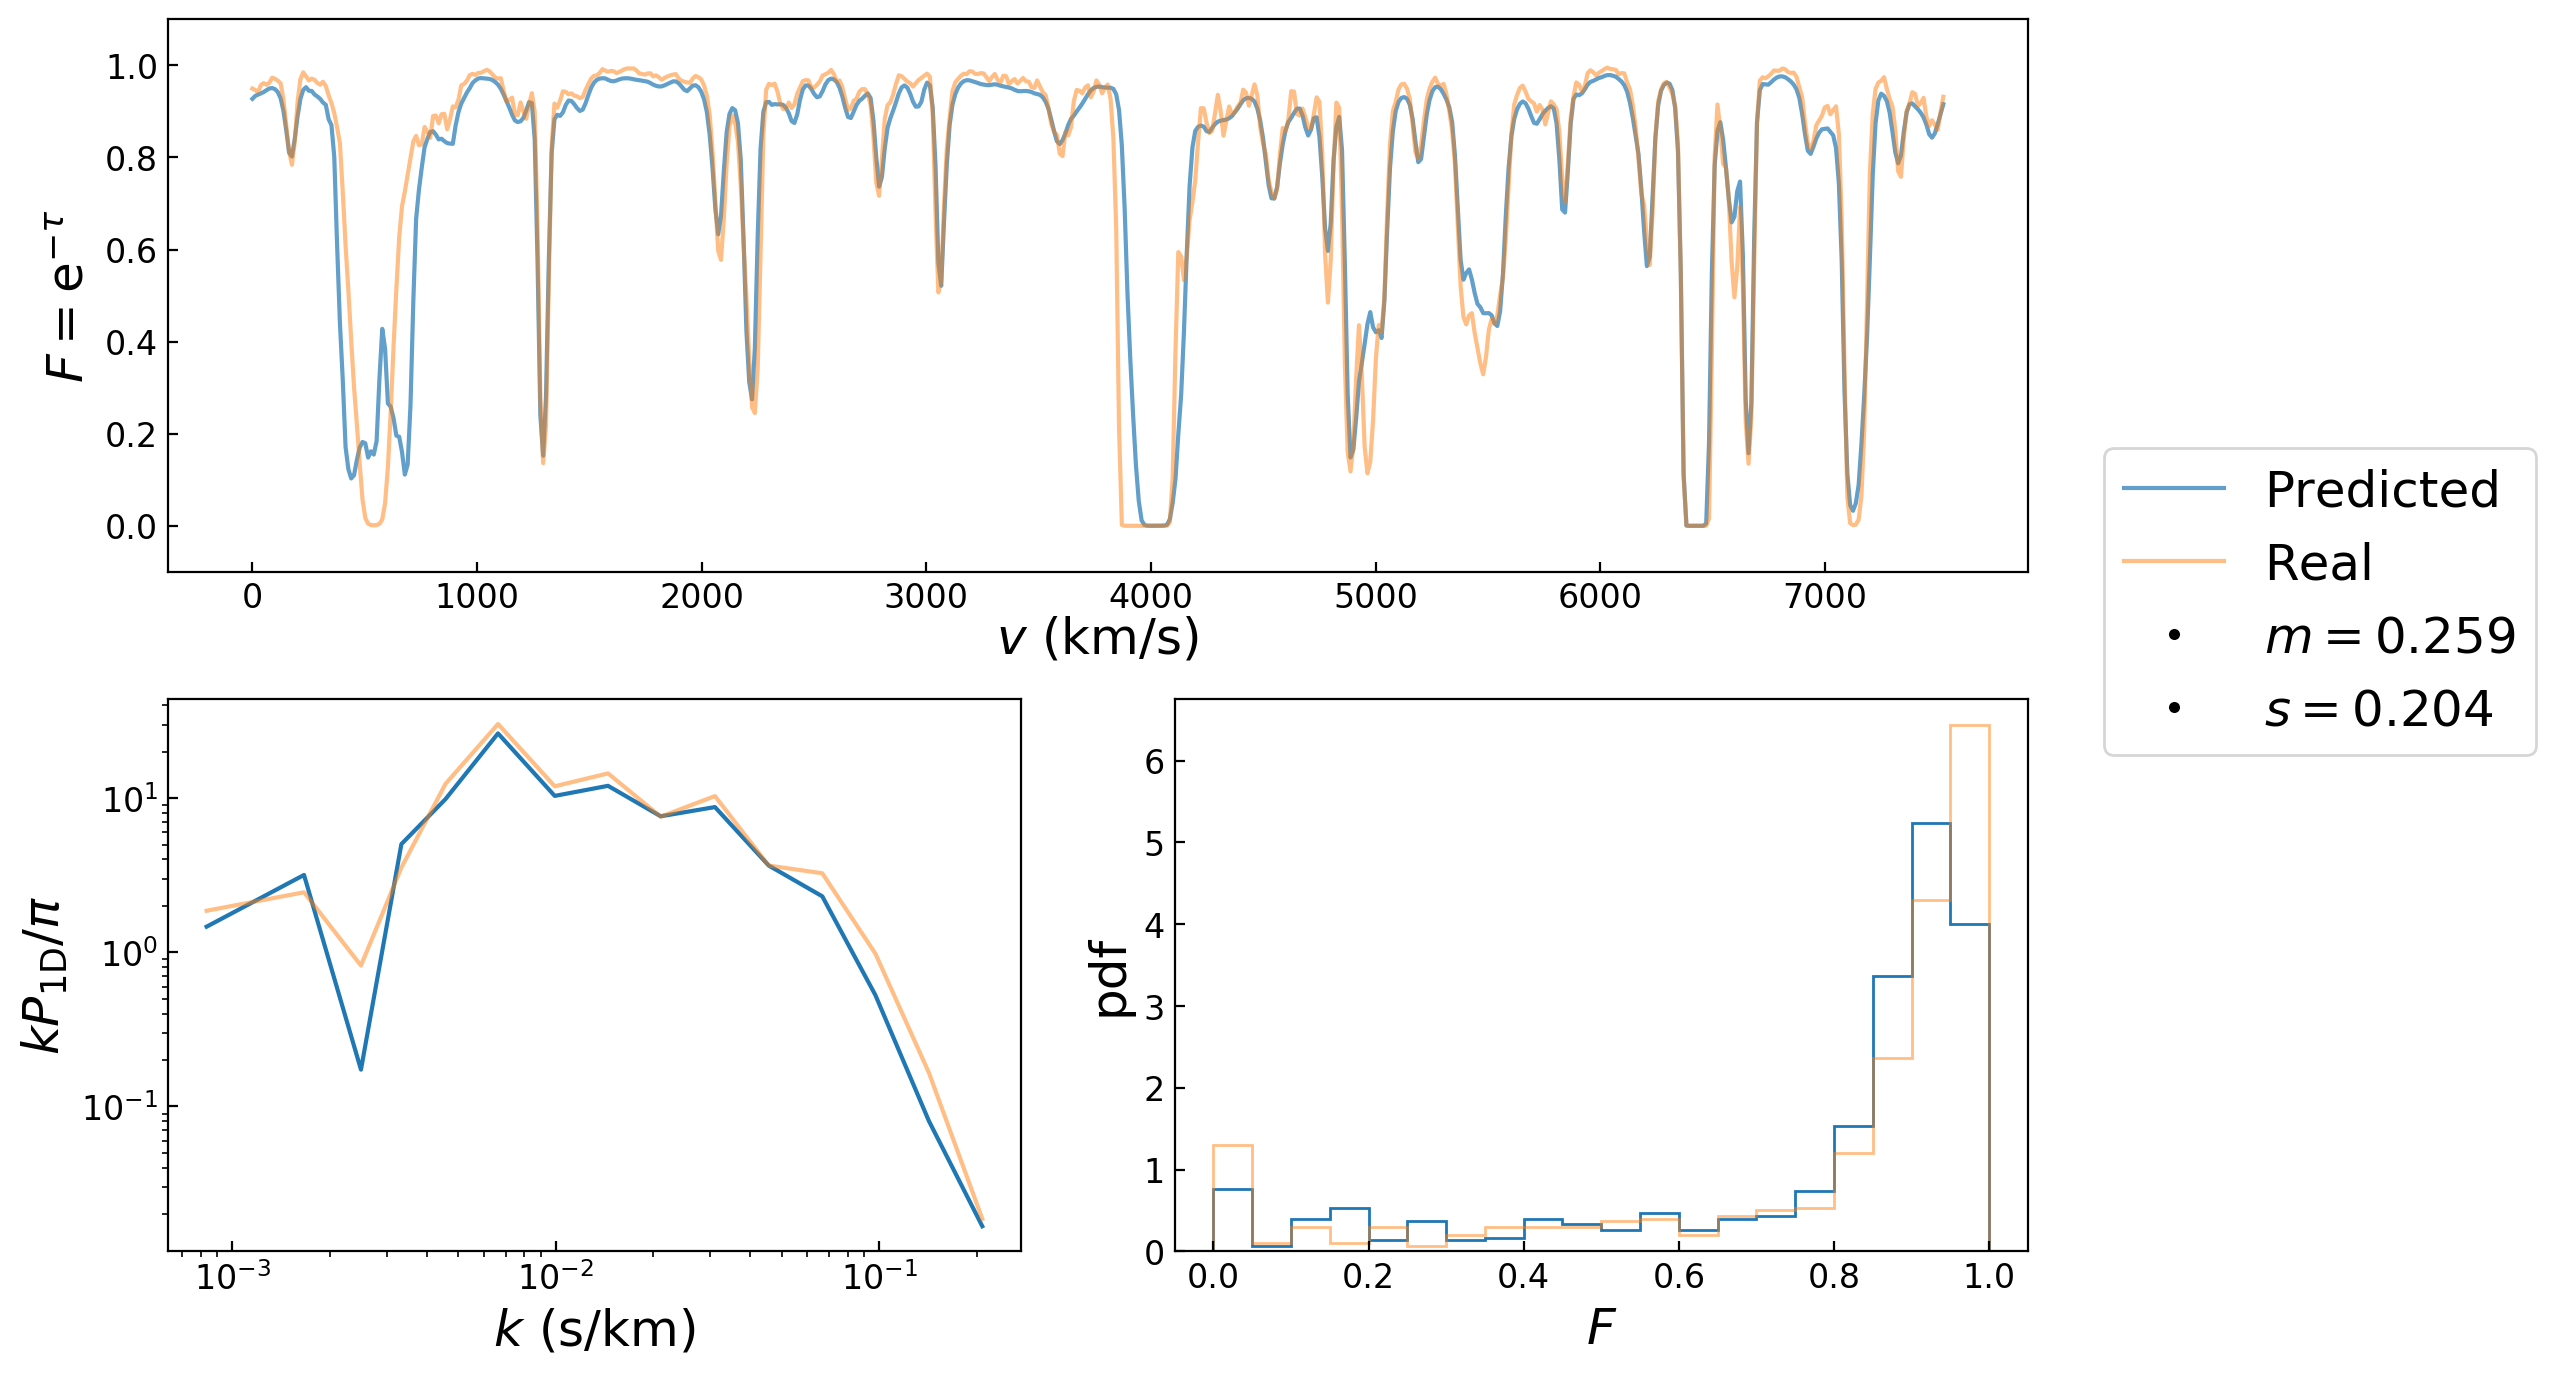 1.0
0.8
0.6
0.4
0.2
0.0
F = e^{−τ}
0 1000 2000 3000 4000 5000 6000 7000
v (km/s)
Predicted
Real
m = 0.259
s = 0.204
10^1
10^0
10^{−1}
kP_{1D}/π
10^{−3} 10^{−2} 10^{−1}
k (s/km)
6
5
4
3
2
1
0
pdf
0.0 0.2 0.4 0.6 0.8 1.0
F